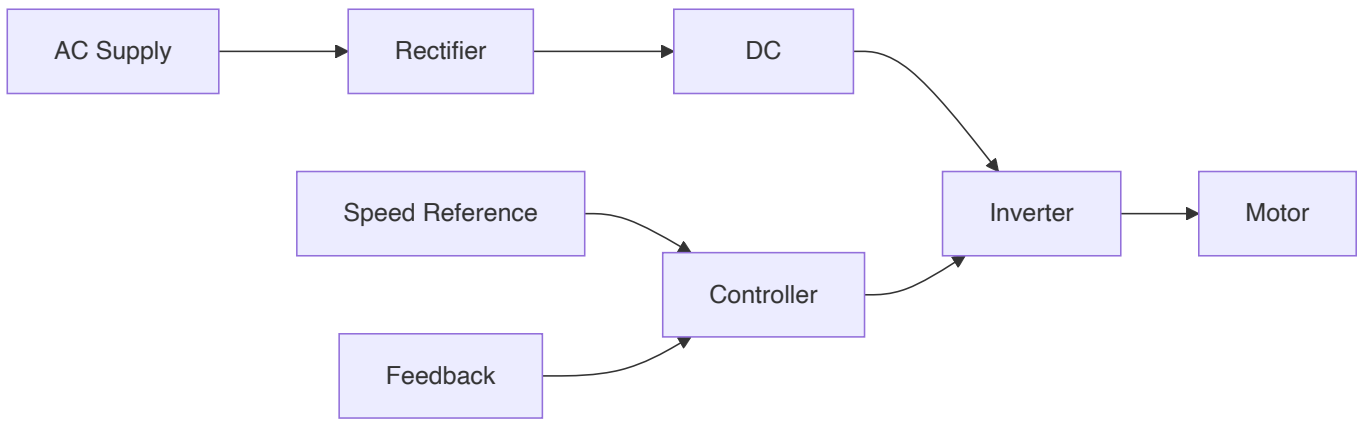 AC Supply
Rectifier
DC
Speed Reference
Inverter
Motor
Controller
Feedback